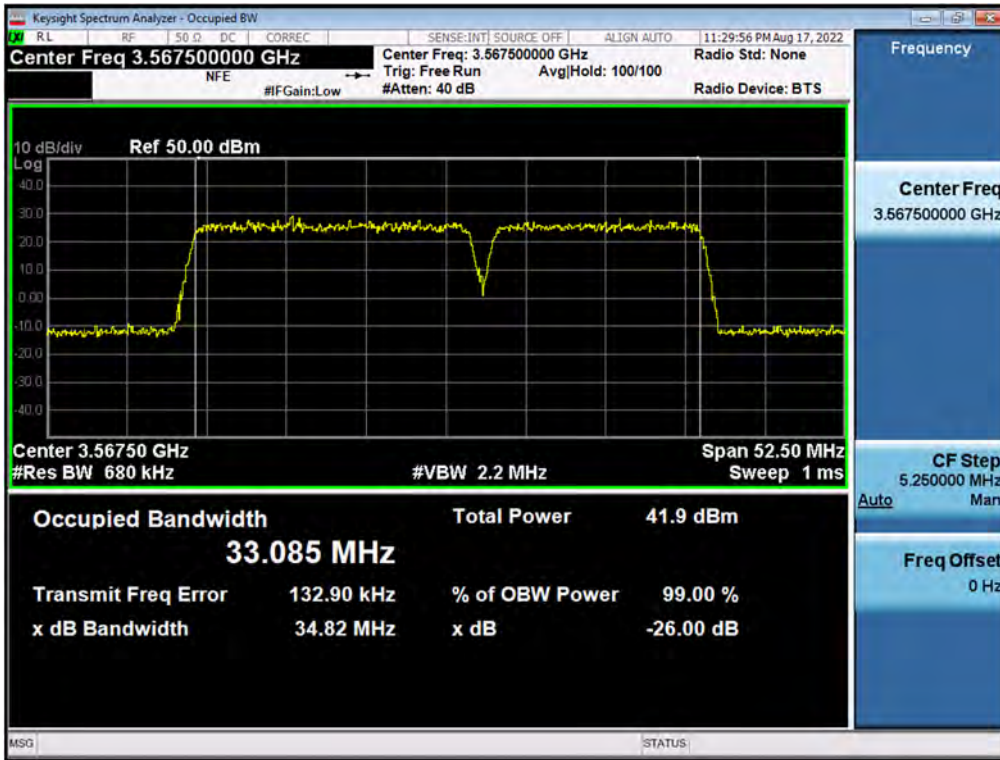 Keysight Spectrum Analyzer - Occupied BW
LXI RL RF 50 Ω DC CORREC SENSE:INT SOURCE OFF ALIGN AUTO 11:29:56 PM Aug 17, 2022
Center Freq 3.567500000 GHz
NFE
#IFGain:Low
Center Freq: 3.567500000 GHz
Trig: Free Run Avg|Hold: 100/100
#Atten: 40 dB
Radio Std: None
Radio Device: BTS
Frequency
10 dB/div Ref 50.00 dBm
Log
40.0
30.0
20.0
10.0
0.00
-10.0
-20.0
-30.0
-40.0
Center 3.56750 GHz Span 52.50 MHz
#Res BW 680 kHz #VBW 2.2 MHz Sweep 1 ms
Center Freq
3.567500000 GHz
CF Step
5.250000 MHz
Auto Man
Freq Offset
0 Hz
Occupied Bandwidth Total Power 41.9 dBm
33.085 MHz
Transmit Freq Error 132.90 kHz % of OBW Power 99.00 %
x dB Bandwidth 34.82 MHz x dB -26.00 dB
MSG STATUS